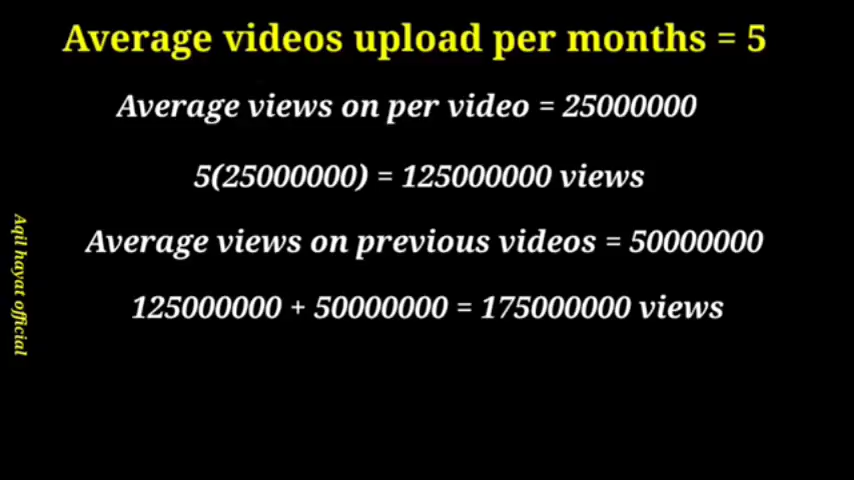 Average videos upload per months = 5
Average views on per video = 25000000
5(25000000) = 125000000 views
Average views on previous videos = 50000000
125000000 + 50000000 = 175000000 views
Aqil hayat official